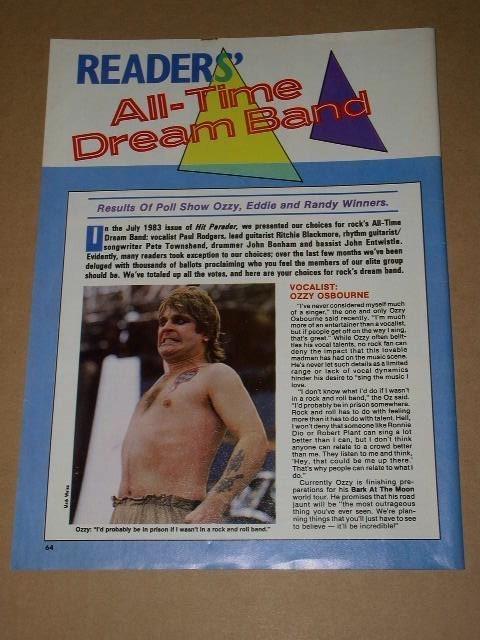 READERS'
All-Time
Dream Band
Results Of Poll Show Ozzy, Eddie and Randy Winners.
In the July 1983 issue of Hit Parader, we presented our choices for rock's All-Time
Dream Band: vocalist Paul Rodgers, lead guitarist Ritchie Blackmore, rhythm guitarist/
songwriter Pete Townshend, drummer John Bonham and bassist John Entwistle.
Evidently, many readers took exception to our choices; over the last few months we've been
deluged with thousands of ballots proclaiming who you feel the members of our elite group
should be. We've totaled up all the votes, and here are your choices for rock's dream band.
VOCALIST:
OZZY OSBOURNE
"I've never considered myself much
of a singer," the one and only Ozzy
Osbourne said recently. "I'm much
more of an entertainer than a vocalist,
but if people get off on the way I sing,
that's great." While Ozzy often belit-
tles his vocal talents, no rock fan can
deny the impact that this lovable
madman has had on the music scene.
He's never let such details as a limited
range or lack of vocal dynamics
hinder his desire to "sing the music I
love.
"I don't know what I'd do if I wasn't
in a rock and roll band," the Oz said.
"I'd probably be in prison somewhere.
Rock and roll has to do with feeling
more than it has to do with talent. Hell,
I won't deny that someone like Ronnie
Dio or Robert Plant can sing a lot
better than I can, but I don't think
anyone can relate to a crowd better
than me. They listen to me and think,
'Hey, that could be me up there.'
That's why people can relate to what I
do."
Currently Ozzy is finishing pre-
parations for his Bark At The Moon
world tour. He promises that his road
jaunt will be "the most outrageous
thing you've ever seen. We're plan-
ning things that you'll just have to see
to believe — it'll be incredible!"
Mark Weiss
Ozzy: "I'd probably be in prison if I wasn't in a rock and roll band."
64